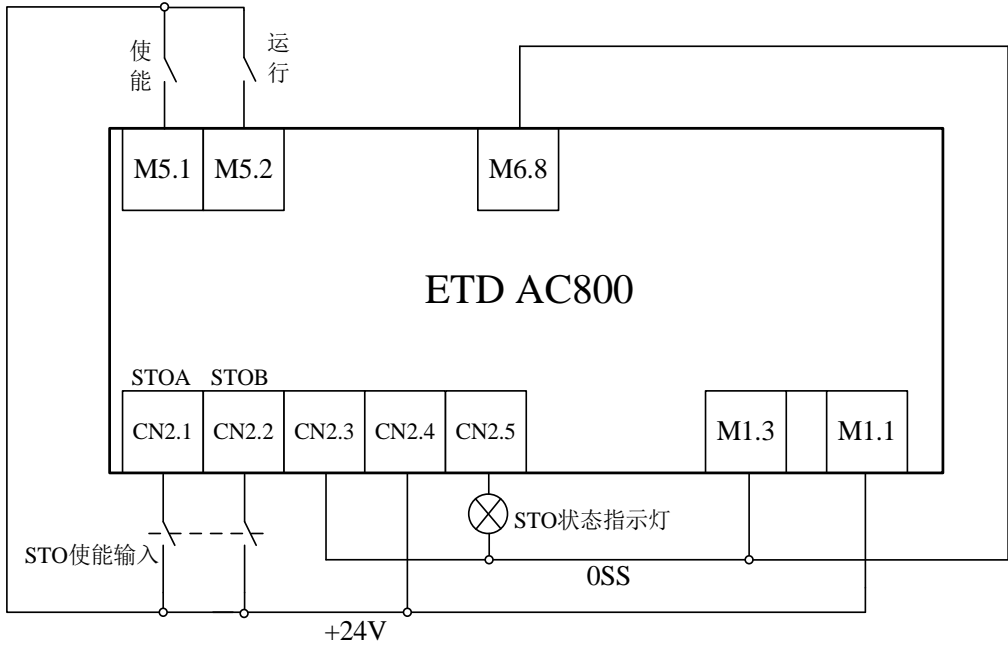 使能
运行
M5.1
M5.2
M6.8
ETD AC800
STOA
STOB
CN2.1
CN2.2
CN2.3
CN2.4
CN2.5
M1.3
M1.1
STO状态指示灯
STO使能输入
0SS
+24V